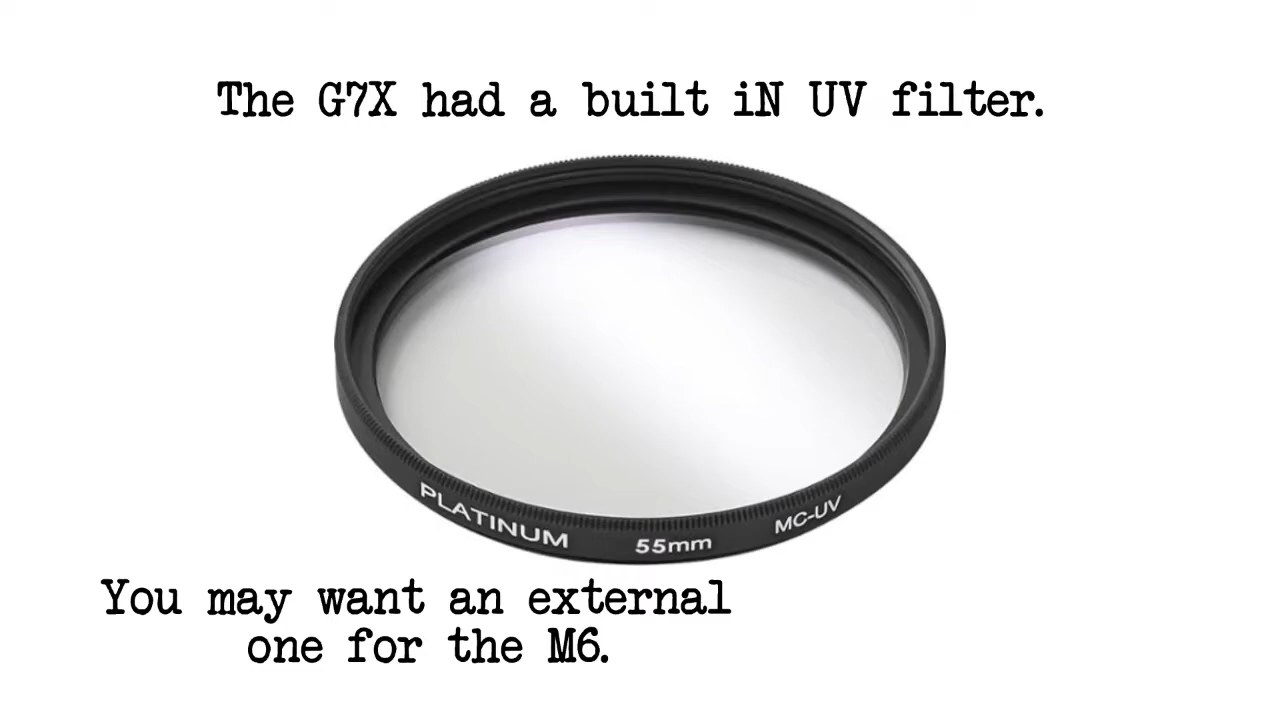 The G7X had a built iN UV filter.
PLATINUM 55mm MC-UV
You may want an external
one for the M6.